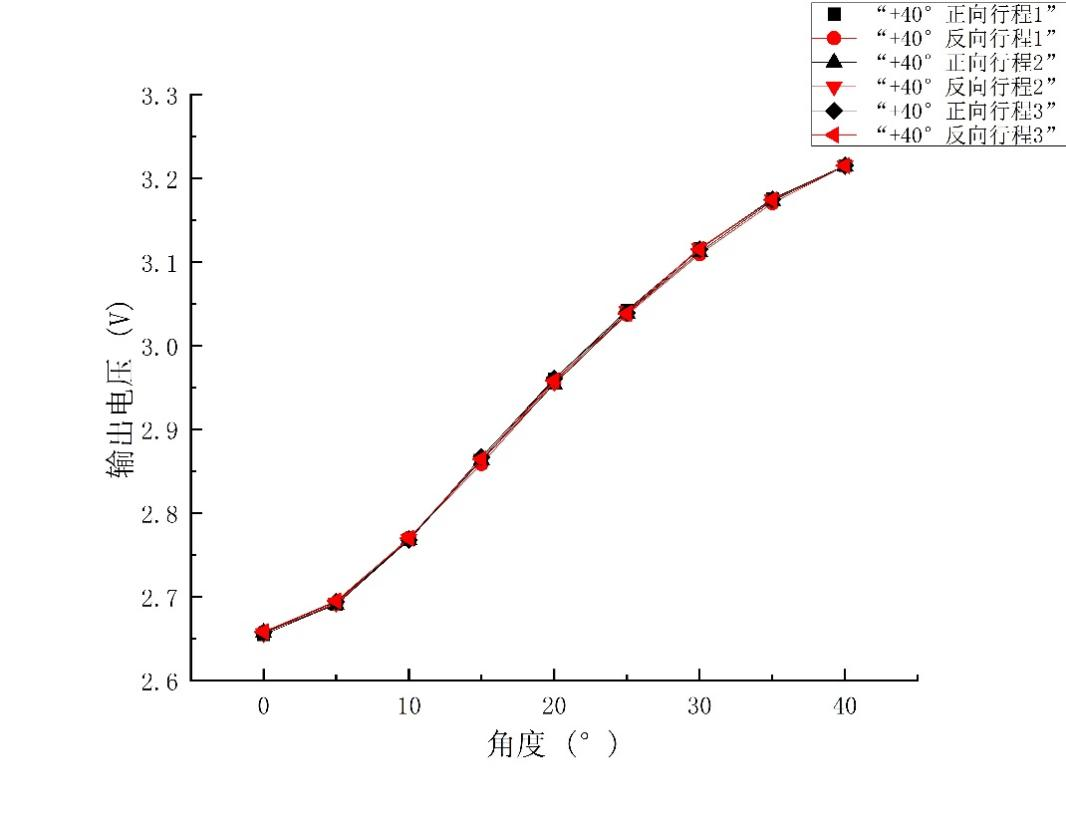 “+40° 正向行程1”
“+40° 反向行程1”
“+40° 正向行程2”
“+40° 反向行程2”
“+40° 正向行程3”
“+40° 反向行程3”
3.3
3.2
3.1
3.0
2.9
2.8
2.7
2.6
输出电压 (V)
0 10 20 30 40
角度 (°)